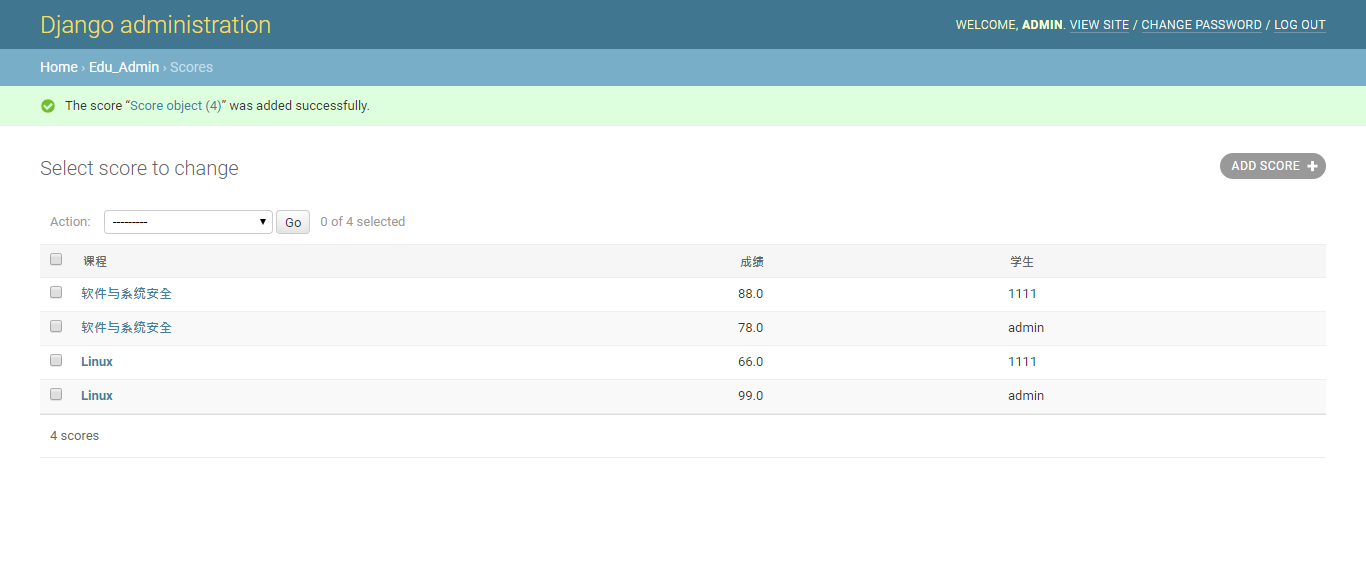 Django administration
WELCOME, ADMIN. VIEW SITE / CHANGE PASSWORD / LOG OUT
Home › Edu_Admin › Scores
The score “Score object (4)” was added successfully.
Select score to change
ADD SCORE
Action: --------- Go 0 of 4 selected
课程 成绩 学生
软件与系统安全 88.0 1111
软件与系统安全 78.0 admin
Linux 66.0 1111
Linux 99.0 admin
4 scores